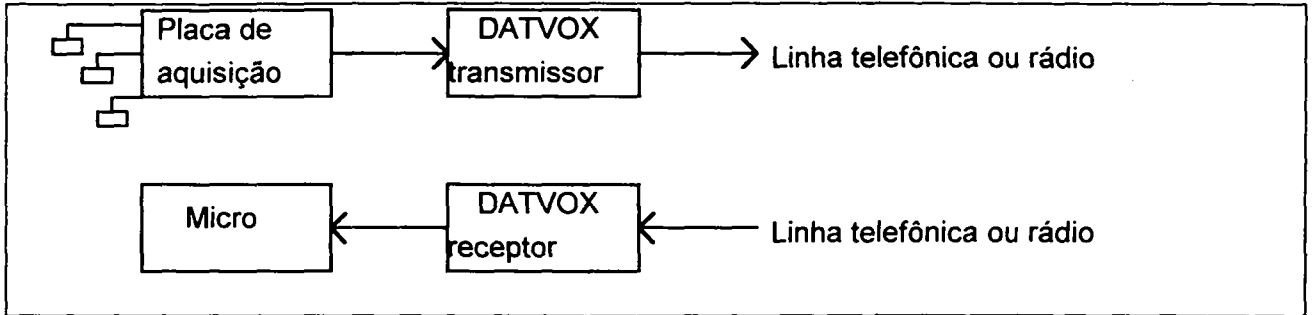 Placa de
aquisição
DATVOX
transmissor
Linha telefônica ou rádio
Micro
DATVOX
receptor
Linha telefônica ou rádio